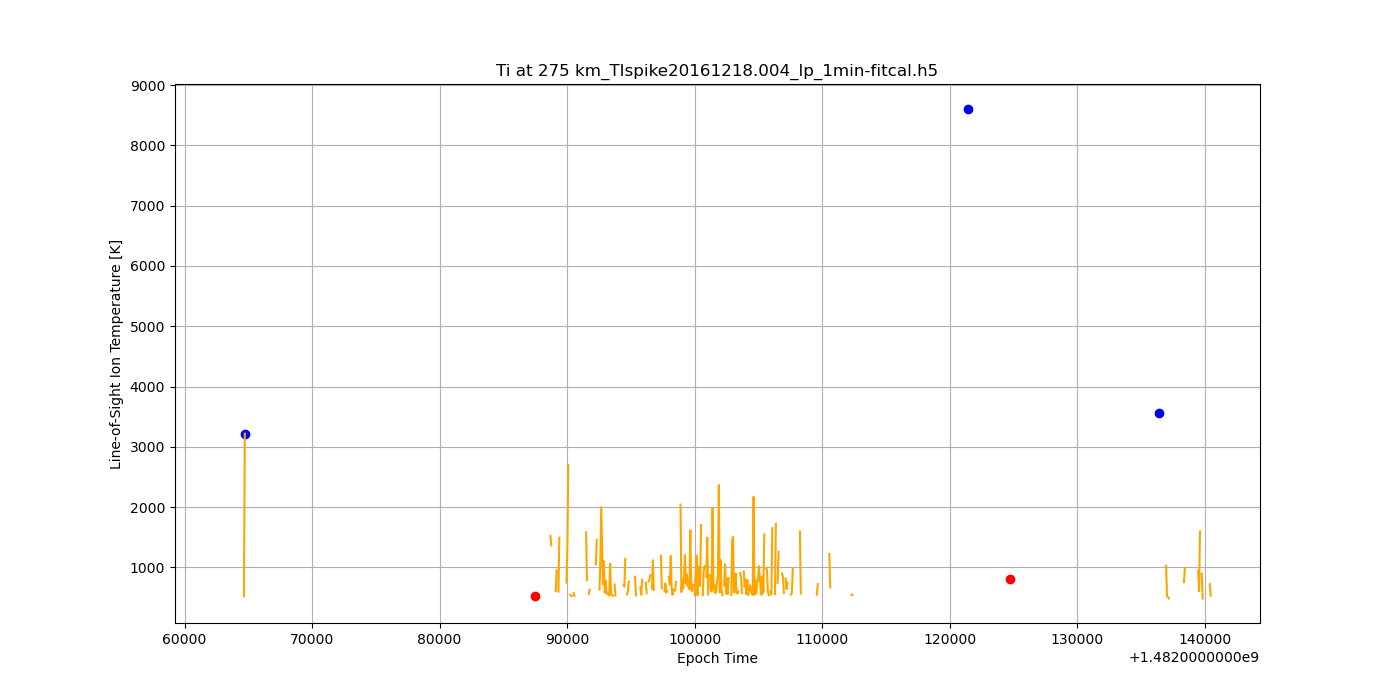 Ti at 275 km_TIspike20161218.004_lp_1min-fitcal.h5
Line-of-Sight Ion Temperature [K]
9000
8000
7000
6000
5000
4000
3000
2000
1000
60000 70000 80000 90000 100000 110000 120000 130000 140000
Epoch Time
+1.4820000000e9